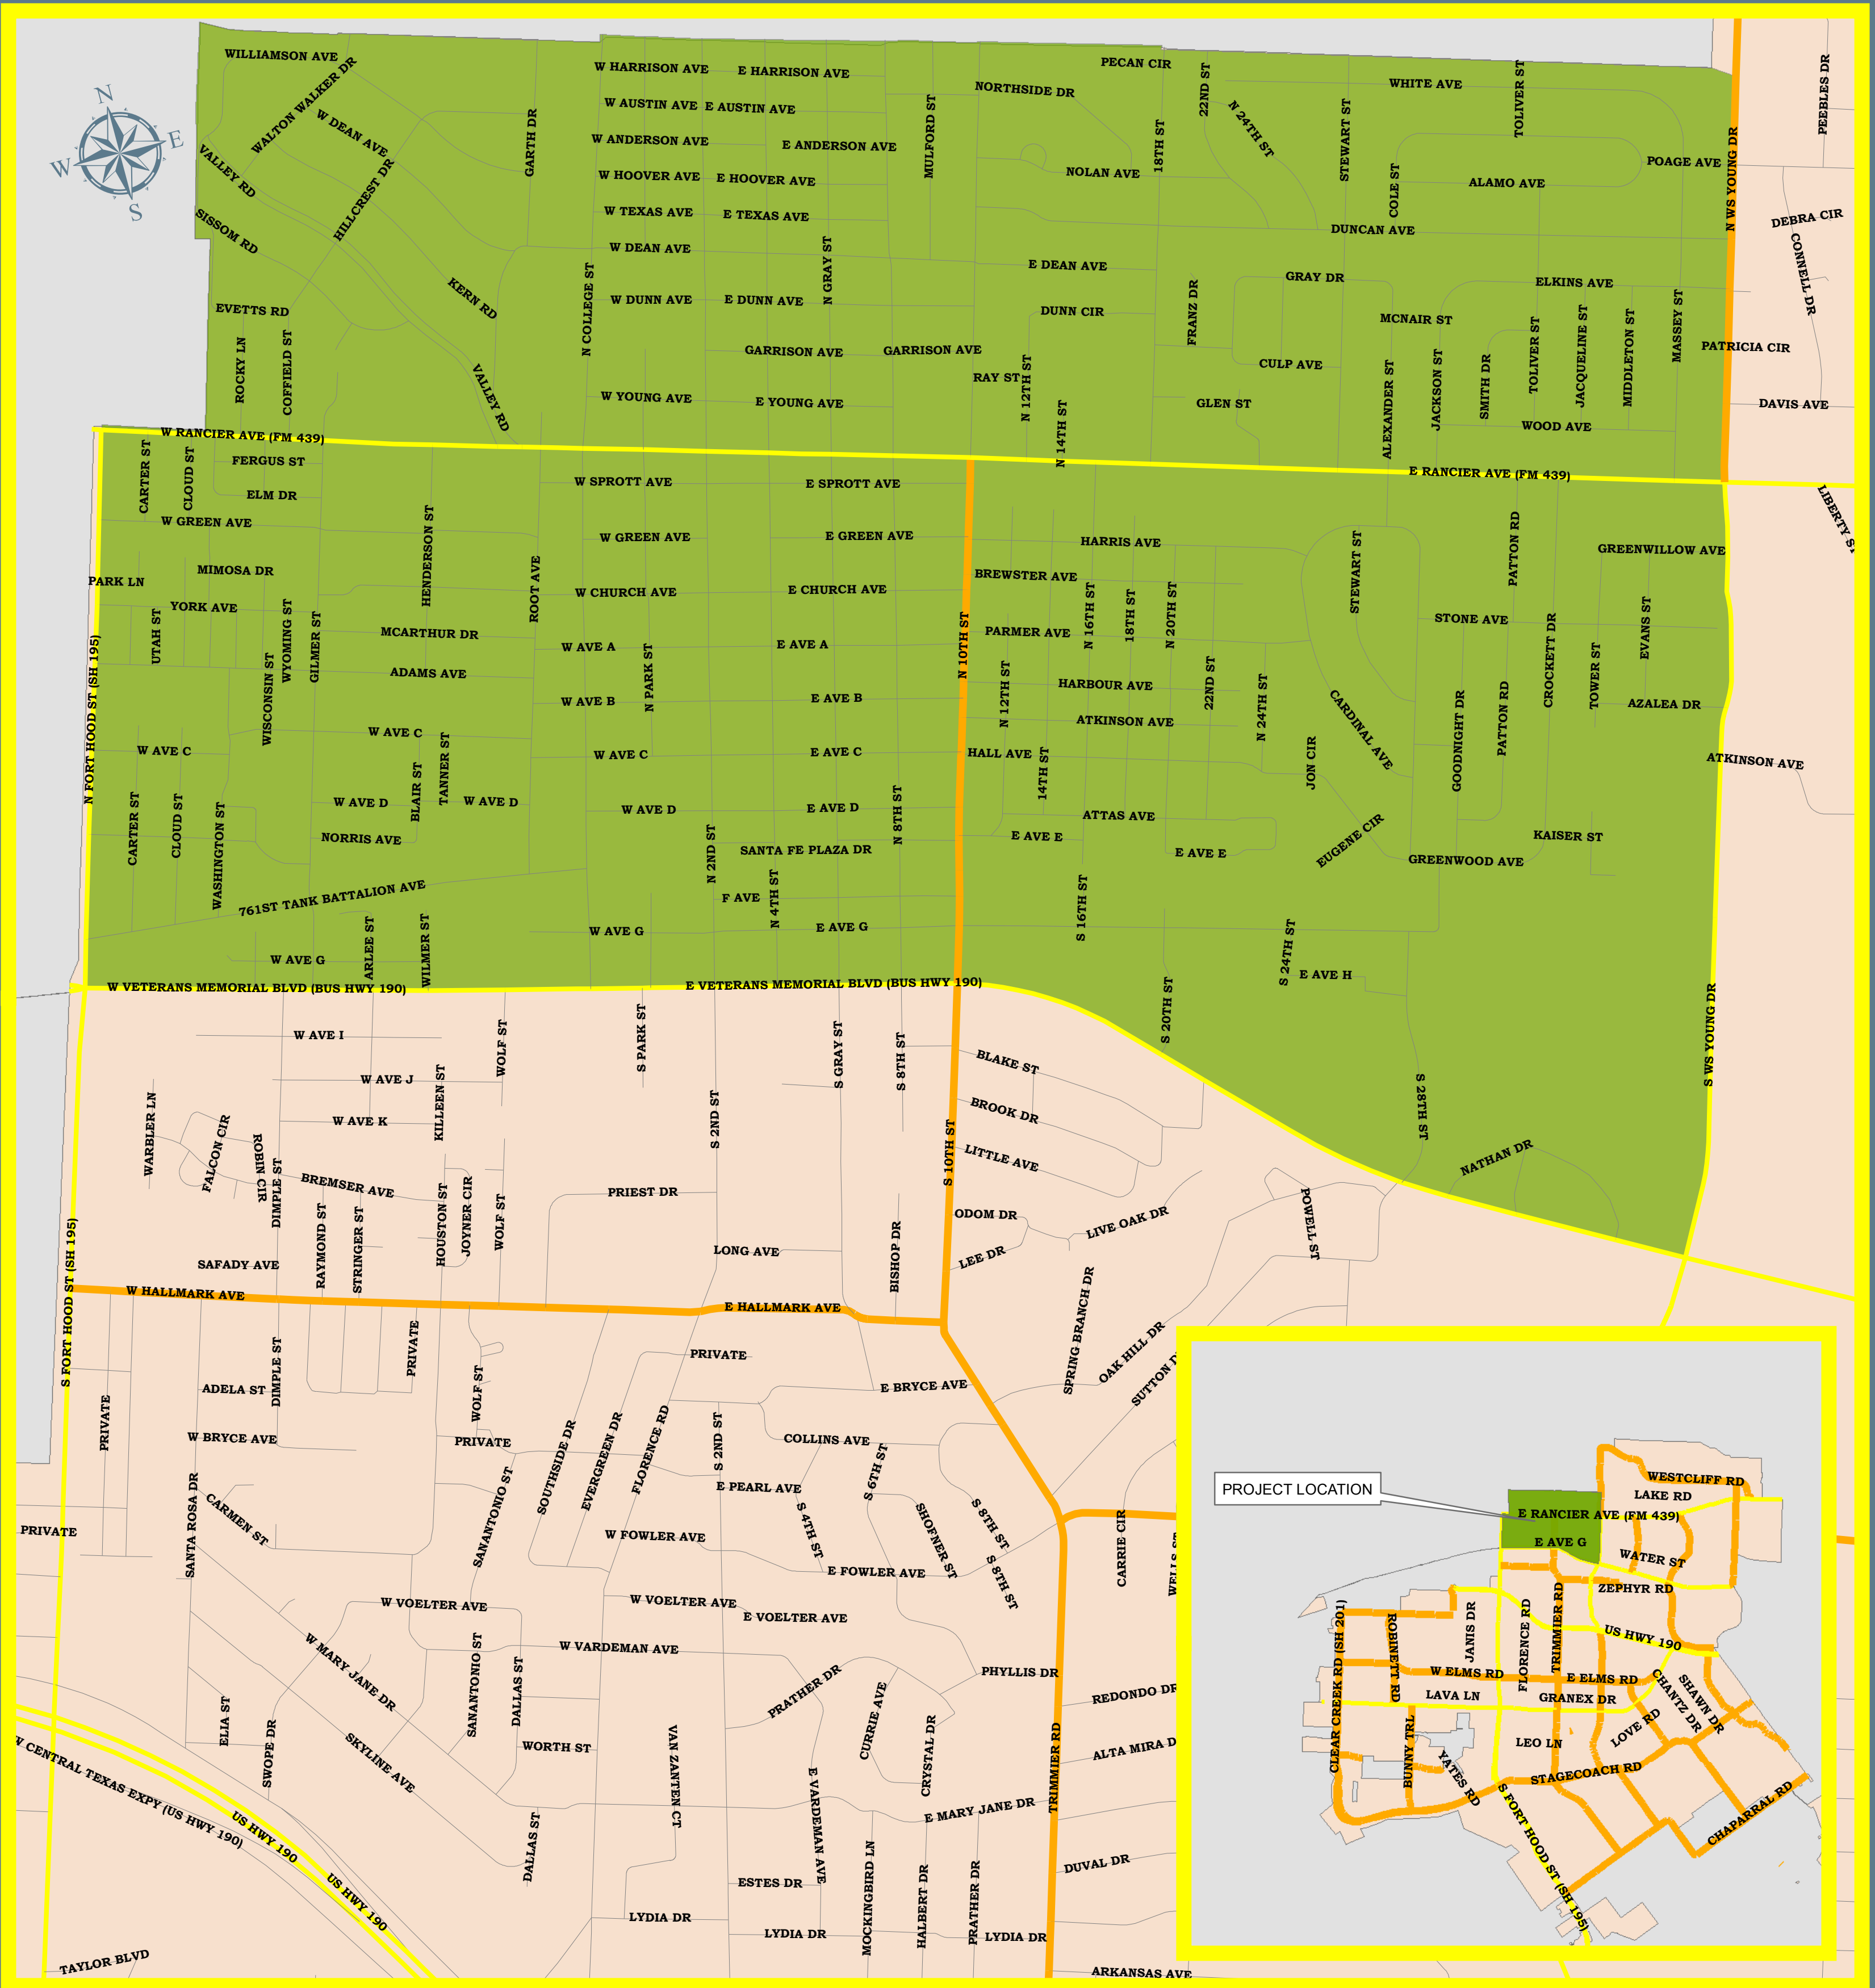 WILLIAMSON AVE
W HARRISON AVE
E HARRISON AVE
PECAN CIR
WHITE AVE
TOLIVER ST
PEEBLES DR
N
E
W
S
WALTON WALKER DR
W DEAN AVE
GARTH DR
W AUSTIN AVE
E AUSTIN AVE
MULFORD ST
NORTHSIDE DR
22ND ST
N 24TH ST
STEWART ST
18TH ST
N WS YOUNG DR
W ANDERSON AVE
E ANDERSON AVE
VALLEY RD
HILLCREST DR
W HOOVER AVE
E HOOVER AVE
NOLAN AVE
COLE ST
ALAMO AVE
POAGE AVE
SISSOM RD
W TEXAS AVE
E TEXAS AVE
DUNCAN AVE
DEBRA CIR
CONNELL DR
W DEAN AVE
N GRAY ST
E DEAN AVE
GRAY DR
ELKINS AVE
KERN RD
N COLLEGE ST
W DUNN AVE
E DUNN AVE
DUNN CIR
FRANZ DR
MCNAIR ST
EVETTS RD
ROCKY LN
COFFIELD ST
VALLEY RD
GARRISON AVE
GARRISON AVE
RAY ST
N 12TH ST
CULP AVE
ALEXANDER ST
JACKSON ST
SMITH DR
TOLIVER ST
JACQUELINE ST
MIDDLETON ST
MASSEY ST
PATRICIA CIR
W YOUNG AVE
E YOUNG AVE
N 14TH ST
GLEN ST
WOOD AVE
DAVIS AVE
W RANCIER AVE (FM 439)
E RANCIER AVE (FM 439)
CARTER ST
CLOUD ST
FERGUS ST
ELM DR
W SPROTT AVE
E SPROTT AVE
LIBERTY ST
W GREEN AVE
HENDERSON ST
W GREEN AVE
E GREEN AVE
HARRIS AVE
STEWART ST
PATTON RD
GREENWILLOW AVE
PARK LN
MIMOSA DR
ROOT AVE
W CHURCH AVE
E CHURCH AVE
BREWSTER AVE
N 16TH ST
18TH ST
N 20TH ST
YORK AVE
UTAH ST
WYOMING ST
GILMER ST
MCARTHUR DR
N 10TH ST
PARMER AVE
STONE AVE
CROCKETT DR
EVANS ST
N FORT HOOD ST (SH 195)
WISCONSIN ST
ADAMS AVE
W AVE A
E AVE A
N PARK ST
N 12TH ST
HARBOUR AVE
22ND ST
N 24TH ST
TOWER ST
W AVE B
E AVE B
ATKINSON AVE
CARDINAL AVE
GOODNIGHT DR
PATTON RD
AZALEA DR
W AVE C
W AVE C
W AVE C
E AVE C
HALL AVE
JON CIR
ATKINSON AVE
TANNER ST
BLAIR ST
14TH ST
CARTER ST
CLOUD ST
WASHINGTON ST
W AVE D
W AVE D
W AVE D
E AVE D
N 8TH ST
ATTAS AVE
NORRIS AVE
E AVE E
EUGENE CIR
KAISER ST
N 2ND ST
SANTA FE PLAZA DR
E AVE E
GREENWOOD AVE
761ST TANK BATTALION AVE
F AVE
N 4TH ST
S 16TH ST
ARLEE ST
WILMER ST
W AVE G
E AVE G
S 24TH ST
W AVE G
E AVE H
W VETERANS MEMORIAL BLVD (BUS HWY 190)
E VETERANS MEMORIAL BLVD (BUS HWY 190)
S 20TH ST
S WS YOUNG DR
W AVE I
WOLF ST
S PARK ST
S GRAY ST
S 8TH ST
BLAKE ST
W AVE J
KILLEEN ST
S 28TH ST
W AVE K
S 2ND ST
BROOK DR
WARBLER LN
FALCON CIR
ROBIN CIR
DIMPLE ST
BREMSER AVE
S 10TH ST
LITTLE AVE
NATHAN DR
RAYMOND ST
STRINGER ST
HOUSTON ST
JOYNER CIR
WOLF ST
PRIEST DR
ODOM DR
LIVE OAK DR
POWELL ST
SAFADY AVE
LONG AVE
BISHOP DR
LEE DR
S FORT HOOD ST (SH 195)
W HALLMARK AVE
E HALLMARK AVE
SPRING BRANCH DR
OAK HILL DR
SUTTON D
DIMPLE ST
PRIVATE
PRIVATE
ADELA ST
WOLF ST
E BRYCE AVE
PRIVATE
W BRYCE AVE
PRIVATE
SOUTHSIDE DR
EVERGREEN DR
FLORENCE RD
S 2ND ST
COLLINS AVE
S 6TH ST
SANTA ROSA DR
CARMEN ST
SANANTONIO ST
E PEARL AVE
S 4TH ST
SHOFNER ST
S 8TH ST
PRIVATE
W FOWLER AVE
E FOWLER AVE
S 8TH ST
CARRIE CIR
W VOELTER AVE
W VOELTER AVE
E VOELTER AVE
W MARY JANE DR
SANANTONIO ST
DALLAS ST
W VARDEMAN AVE
PRATHER DR
PHYLLIS DR
REDONDO DR
ELIA ST
SWOPE DR
SKYLINE AVE
WORTH ST
VAN ZANTEN CT
CURRIE AVE
CRYSTAL DR
TRIMMIER RD
ALTA MIRA D
W CENTRAL TEXAS EXPY (US HWY 190)
US HWY 190
US HWY 190
DALLAS ST
E VARDEMAN AVE
E MARY JANE DR
DUVAL DR
ESTES DR
MOCKINGBIRD LN
HALBERT DR
PRATHER DR
LYDIA DR
LYDIA DR
LYDIA DR
TAYLOR BLVD
ARKANSAS AVE
PROJECT LOCATION
WESTCLIFF RD
LAKE RD
E RANCIER AVE (FM 439)
E AVE G
WATER ST
ZEPHYR RD
CLEAR CREEK RD (SH 201)
ROBINETT RD
JANIS DR
FLORENCE RD
TRIMMIER RD
US HWY 190
W ELMS RD
E ELMS RD
LAVA LN
GRANEX DR
CHANTZ DR
SHAWN DR
BUNNY TRL
YATES RD
LEO LN
LOVE RD
STAGECOACH RD
S FORT HOOD ST (SH 195)
CHAPARRAL RD